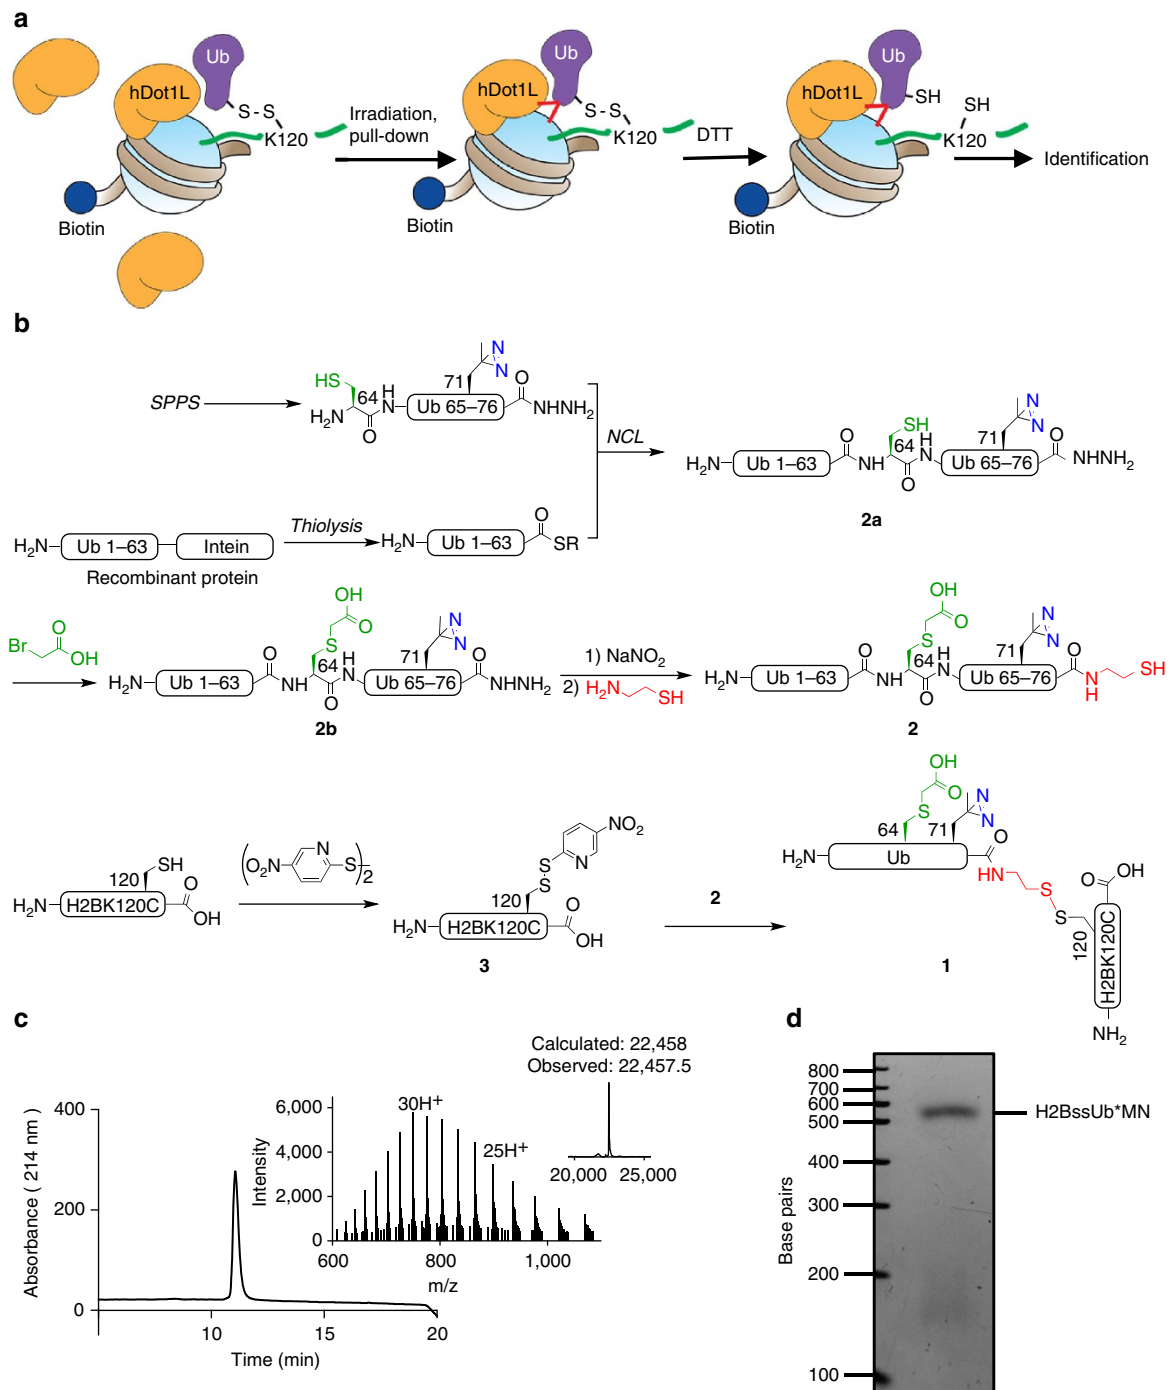 a
hDot1L
Ub
S-S
K120
Biotin
Irradiation,
pull-down
hDot1L
Ub
S-S
K120
Biotin
DTT
hDot1L
Ub
SH
SH
K120
Biotin
Identification
b
SPPS
HS
64
H
N
H2N
O
Ub 65–76
71
N
N
O
NHNH2
NCL
H2N
Ub 1–63
Intein
Recombinant protein
Thiolysis
H2N
Ub 1–63
O
SR
H2N
Ub 1–63
O
NH
SH
64
O
H
N
71
Ub 65–76
N
N
O
NHNH2
2a
Br
O
OH
H2N
Ub 1–63
O
NH
OH
O
S
64
O
H
N
71
Ub 65–76
N
N
O
NHNH2
2b
1) NaNO2
2) H2N
SH
H2N
Ub 1–63
O
NH
OH
O
S
64
O
H
N
71
Ub 65–76
N
N
O
N
H
SH
2
SH
120
H2N
H2BK120C
O
OH
(O2N
N
S)2
NO2
N
S
S
120
H2N
H2BK120C
O
OH
3
2
OH
O
S
64
71
N
N
H2N
Ub
O
HN
S
S
120
O
OH
H2BK120C
NH2
1
c
Absorbance ( 214 nm )
400
200
0
10
15
20
Time (min)
Intensity
6,000
4,000
2,000
0
600
800
1,000
m/z
30H+
25H+
Calculated: 22,458
Observed: 22,457.5
20,000
25,000
d
Base pairs
800
700
600
500
400
300
200
100
H2BssUb*MN